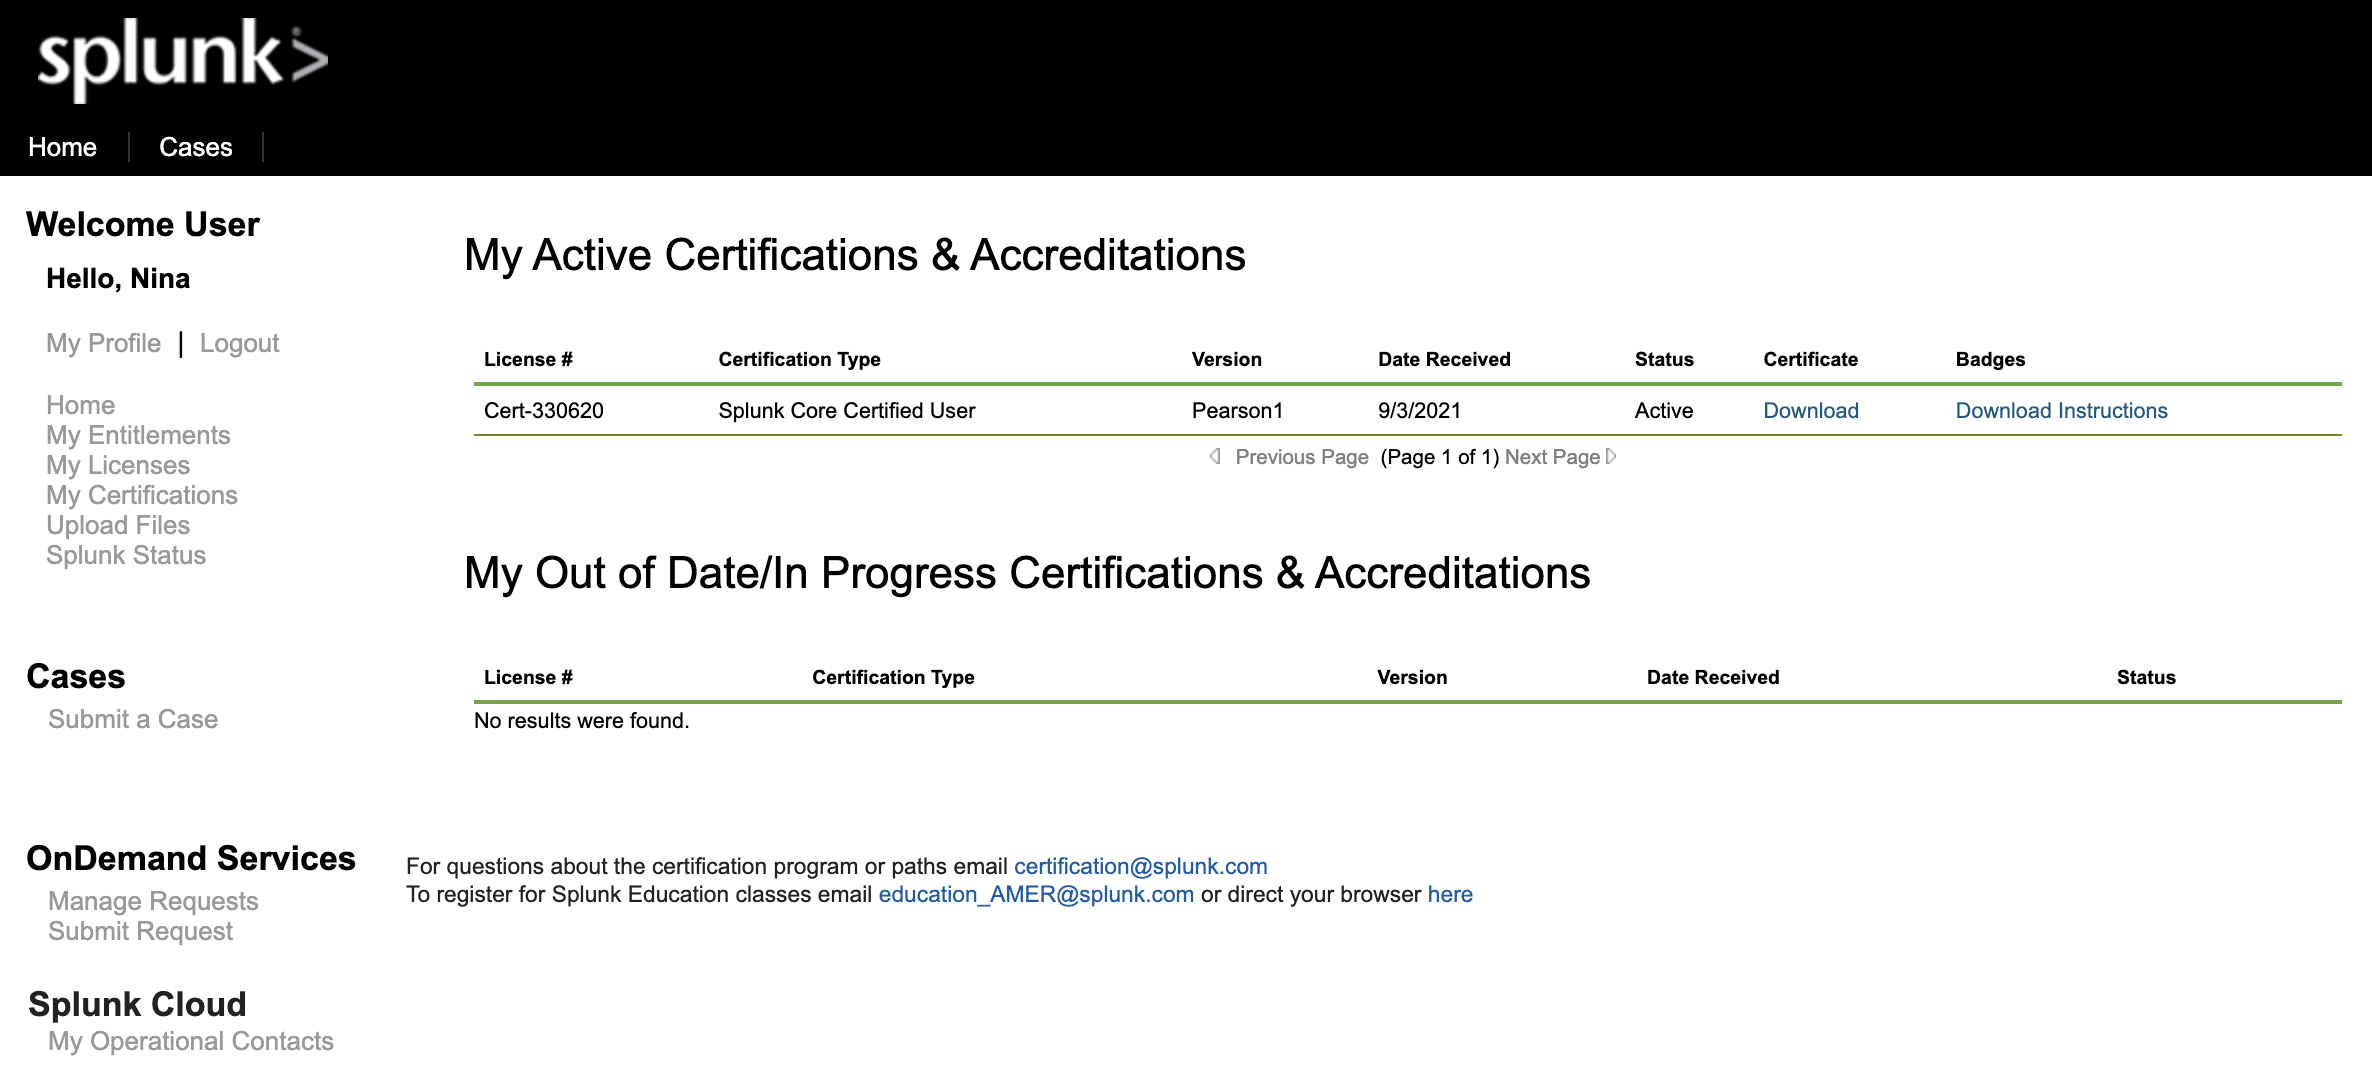 splunk>
Home
Cases
Welcome User
Hello, Nina
My Profile | Logout
Home
My Entitlements
My Licenses
My Certifications
Upload Files
Splunk Status
Cases
Submit a Case
OnDemand Services
Manage Requests
Submit Request
Splunk Cloud
My Operational Contacts
My Active Certifications & Accreditations
License # Certification Type Version Date Received Status Certificate Badges
Cert-330620 Splunk Core Certified User Pearson1 9/3/2021 Active Download Download Instructions
Previous Page (Page 1 of 1) Next Page
My Out of Date/In Progress Certifications & Accreditations
License # Certification Type Version Date Received Status
No results were found.
For questions about the certification program or paths email certification@splunk.com
To register for Splunk Education classes email education_AMER@splunk.com or direct your browser here